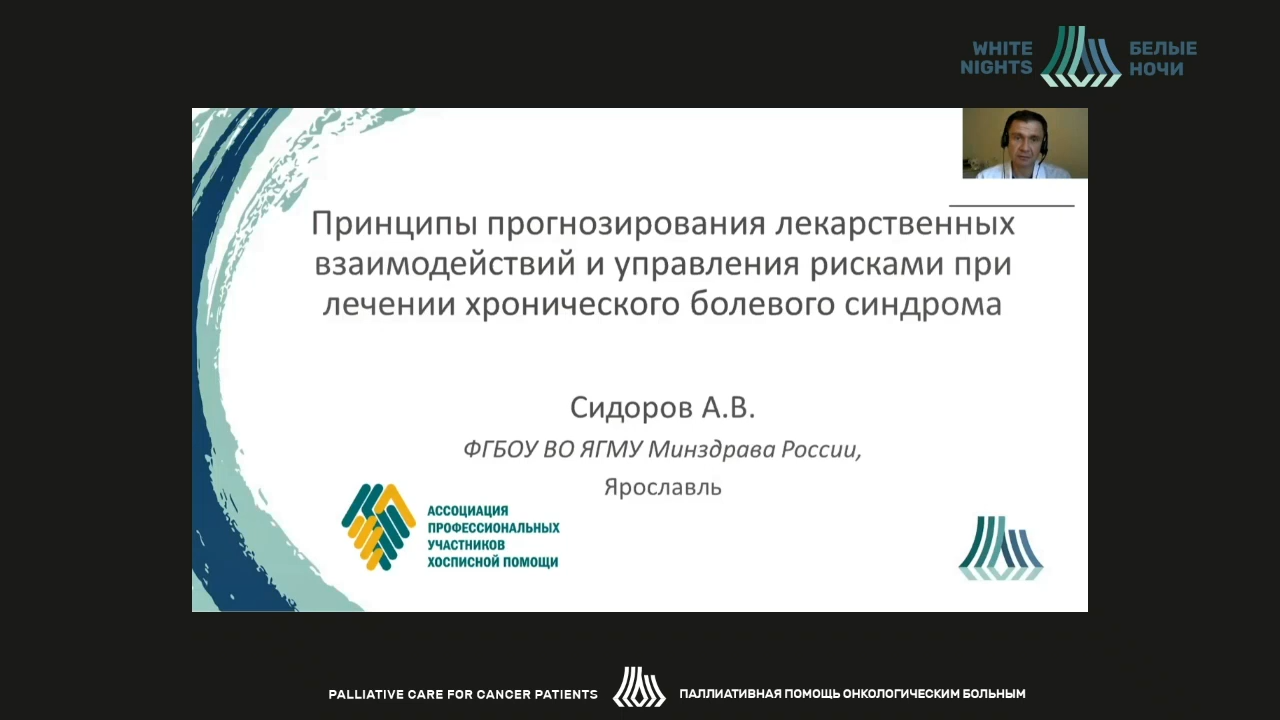 WHITE
NIGHTS
БЕЛЫЕ
НОЧИ
Принципы прогнозирования лекарственных
взаимодействий и управления рисками при
лечении хронического болевого синдрома
Сидоров А.В.
ФГБОУ ВО ЯГМУ Минздрава России,
Ярославль
АССОЦИАЦИЯ
ПРОФЕССИОНАЛЬНЫХ
УЧАСТНИКОВ
ХОСПИСНОЙ ПОМОЩИ
PALLIATIVE CARE FOR CANCER PATIENTS
ПАЛЛИАТИВНАЯ ПОМОЩЬ ОНКОЛОГИЧЕСКИМ БОЛЬНЫМ